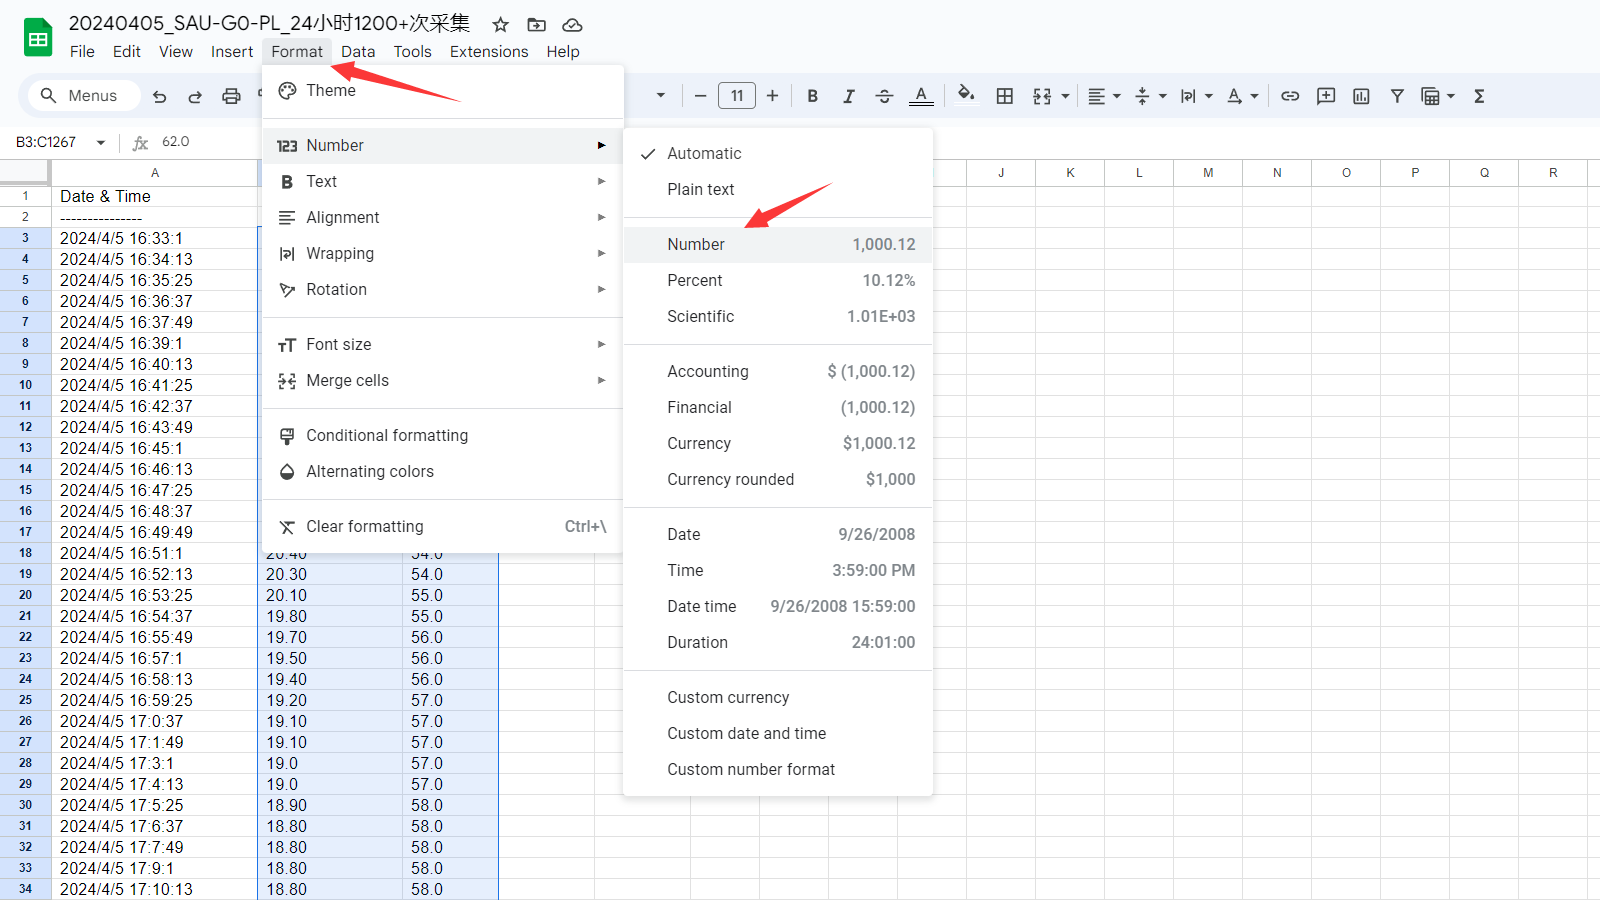 20240405_SAU-G0-PL_24小时1200+次采集
File Edit View Insert Format Data Tools Extensions Help
Menus
11
B3:C1267
62.0
Theme
Number
Text
Alignment
Wrapping
Rotation
Font size
Merge cells
Conditional formatting
Alternating colors
Clear formatting Ctrl+\
Automatic
Plain text
Number 1,000.12
Percent 10.12%
Scientific 1.01E+03
Accounting $ (1,000.12)
Financial (1,000.12)
Currency $1,000.12
Currency rounded $1,000
Date 9/26/2008
Time 3:59:00 PM
Date time 9/26/2008 15:59:00
Duration 24:01:00
Custom currency
Custom date and time
Custom number format
A J K L M N O P Q R
1 Date & Time
2 ---------------
3 2024/4/5 16:33:1
4 2024/4/5 16:34:13
5 2024/4/5 16:35:25
6 2024/4/5 16:36:37
7 2024/4/5 16:37:49
8 2024/4/5 16:39:1
9 2024/4/5 16:40:13
10 2024/4/5 16:41:25
11 2024/4/5 16:42:37
12 2024/4/5 16:43:49
13 2024/4/5 16:45:1
14 2024/4/5 16:46:13
15 2024/4/5 16:47:25
16 2024/4/5 16:48:37
17 2024/4/5 16:49:49
18 2024/4/5 16:51:1 20.40 54.0
19 2024/4/5 16:52:13 20.30 54.0
20 2024/4/5 16:53:25 20.10 55.0
21 2024/4/5 16:54:37 19.80 55.0
22 2024/4/5 16:55:49 19.70 56.0
23 2024/4/5 16:57:1 19.50 56.0
24 2024/4/5 16:58:13 19.40 56.0
25 2024/4/5 16:59:25 19.20 57.0
26 2024/4/5 17:0:37 19.10 57.0
27 2024/4/5 17:1:49 19.10 57.0
28 2024/4/5 17:3:1 19.0 57.0
29 2024/4/5 17:4:13 19.0 57.0
30 2024/4/5 17:5:25 18.90 58.0
31 2024/4/5 17:6:37 18.80 58.0
32 2024/4/5 17:7:49 18.80 58.0
33 2024/4/5 17:9:1 18.80 58.0
34 2024/4/5 17:10:13 18.80 58.0